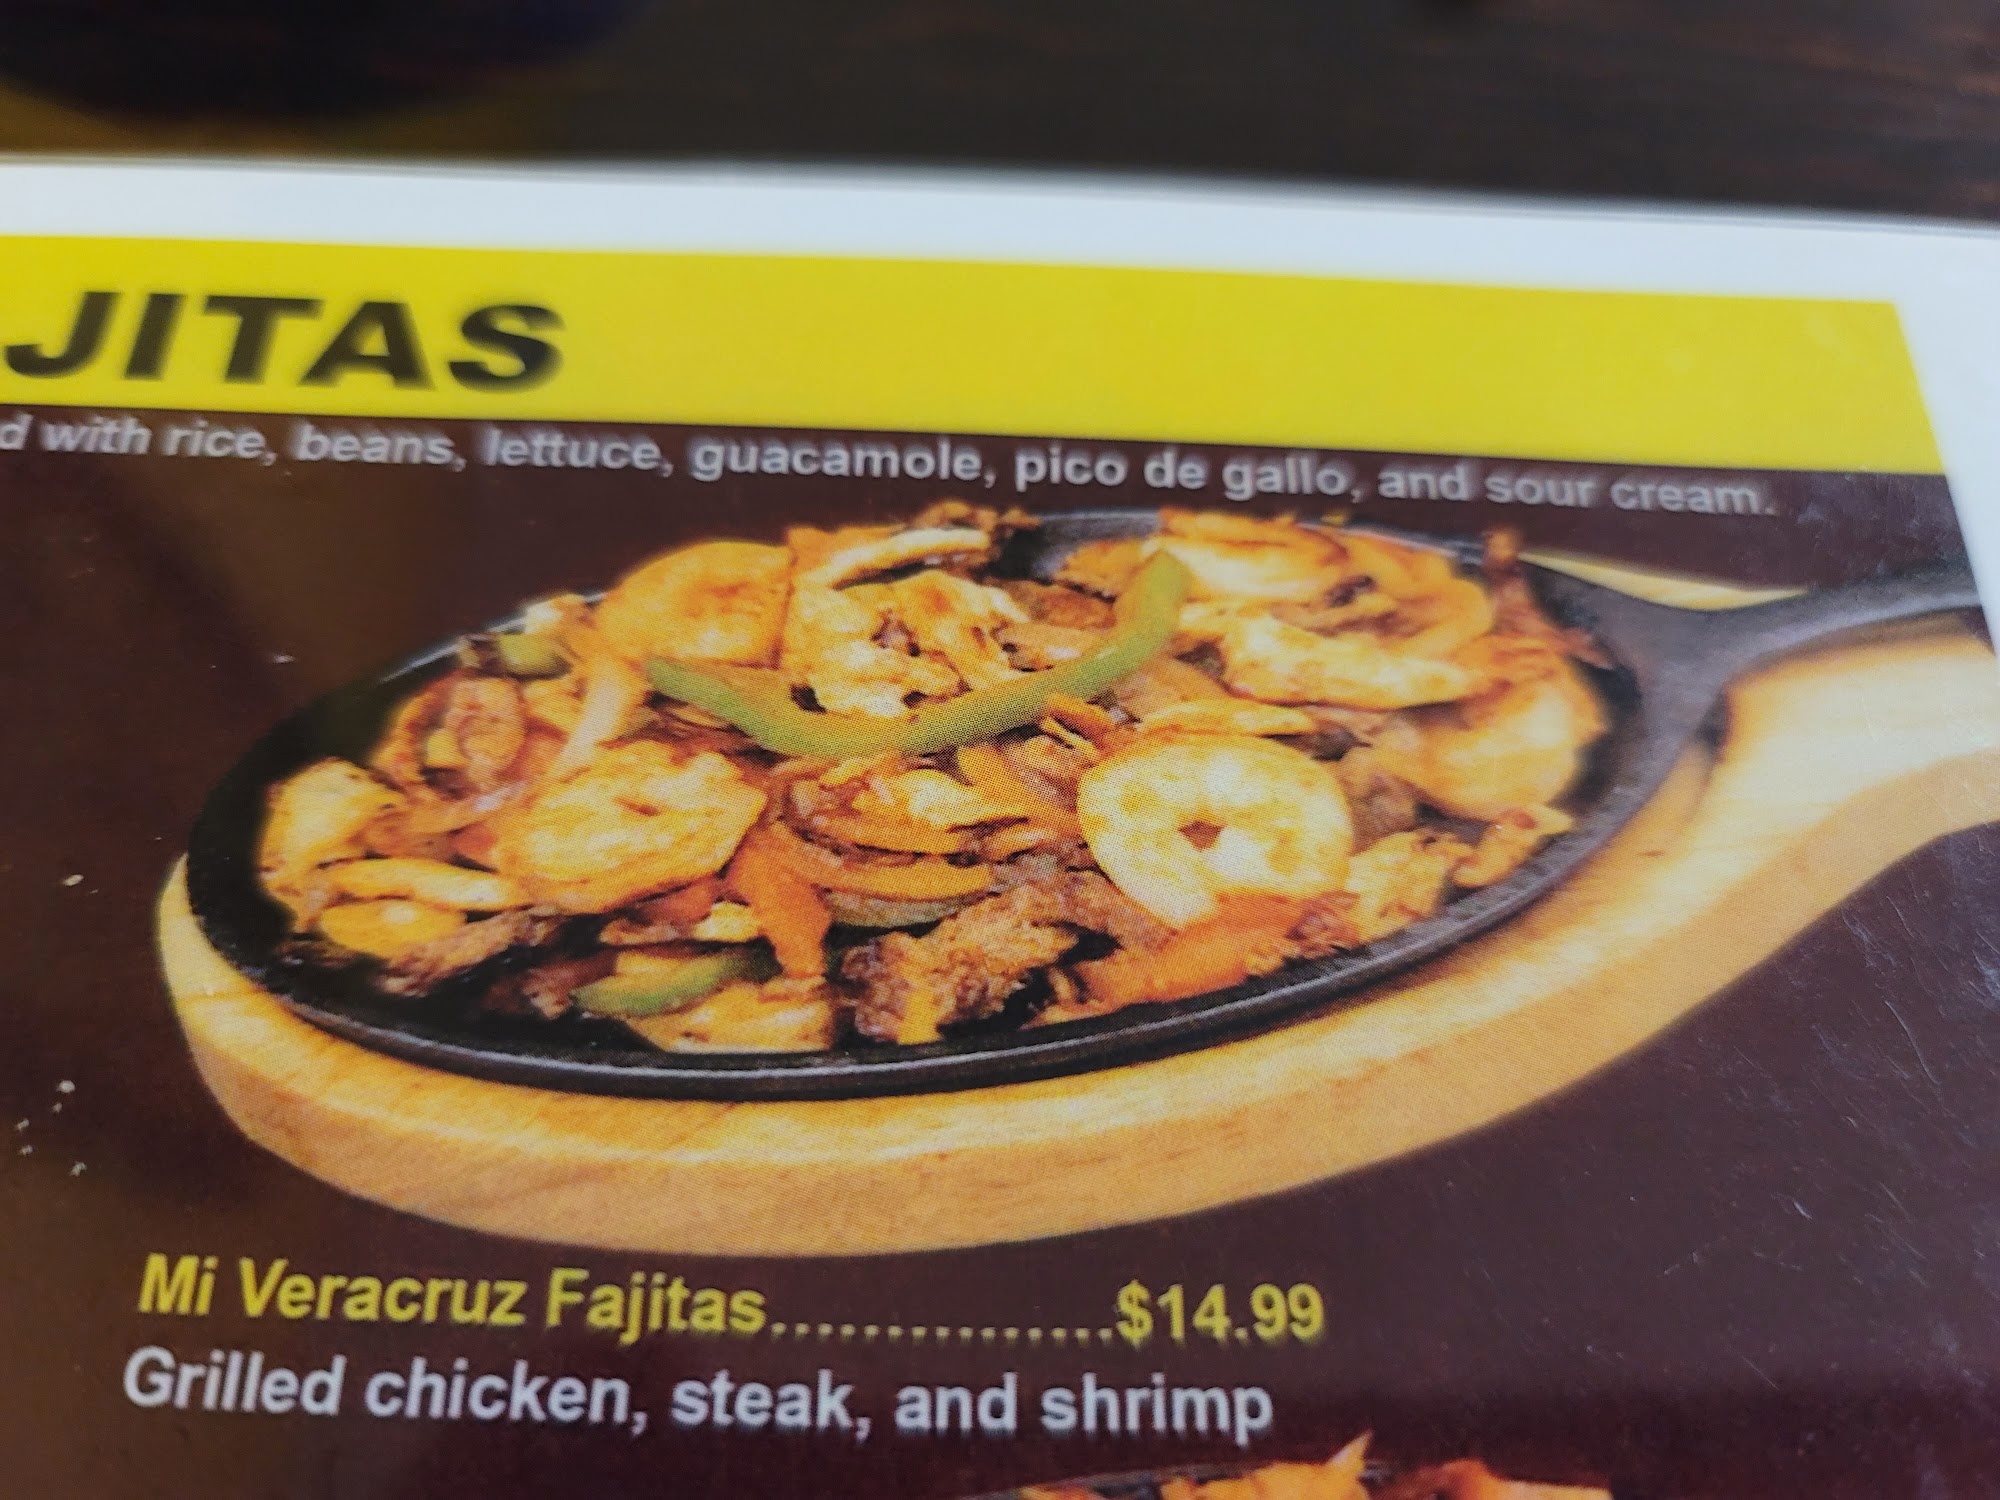 JITAS
d with rice, beans, lettuce, guacamole, pico de gallo, and sour cream.
Mi Veracruz Fajitas...............$14.99
Grilled chicken, steak, and shrimp